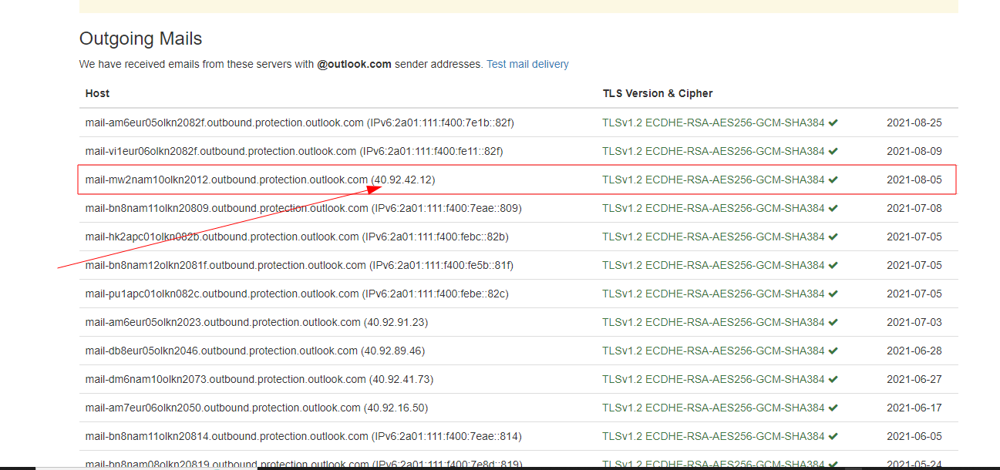 Outgoing Mails
We have received emails from these servers with @outlook.com sender addresses. Test mail delivery
Host TLS Version & Cipher
mail-am6eur05olkn2082f.outbound.protection.outlook.com (IPv6:2a01:111:f400:7e1b::82f) TLSv1.2 ECDHE-RSA-AES256-GCM-SHA384 ✔ 2021-08-25
mail-vi1eur06olkn2082f.outbound.protection.outlook.com (IPv6:2a01:111:f400:fe11::82f) TLSv1.2 ECDHE-RSA-AES256-GCM-SHA384 ✔ 2021-08-09
mail-mw2nam10olkn2012.outbound.protection.outlook.com (40.92.42.12) TLSv1.2 ECDHE-RSA-AES256-GCM-SHA384 ✔ 2021-08-05
mail-bn8nam11olkn20809.outbound.protection.outlook.com (IPv6:2a01:111:f400:7eae::809) TLSv1.2 ECDHE-RSA-AES256-GCM-SHA384 ✔ 2021-07-08
mail-hk2apc01olkn082b.outbound.protection.outlook.com (IPv6:2a01:111:f400:febc::82b) TLSv1.2 ECDHE-RSA-AES256-GCM-SHA384 ✔ 2021-07-05
mail-bn8nam12olkn2081f.outbound.protection.outlook.com (IPv6:2a01:111:f400:fe5b::81f) TLSv1.2 ECDHE-RSA-AES256-GCM-SHA384 ✔ 2021-07-05
mail-pu1apc01olkn082c.outbound.protection.outlook.com (IPv6:2a01:111:f400:febe::82c) TLSv1.2 ECDHE-RSA-AES256-GCM-SHA384 ✔ 2021-07-05
mail-am6eur05olkn2023.outbound.protection.outlook.com (40.92.91.23) TLSv1.2 ECDHE-RSA-AES256-GCM-SHA384 ✔ 2021-07-03
mail-db8eur05olkn2046.outbound.protection.outlook.com (40.92.89.46) TLSv1.2 ECDHE-RSA-AES256-GCM-SHA384 ✔ 2021-06-28
mail-dm6nam10olkn2073.outbound.protection.outlook.com (40.92.41.73) TLSv1.2 ECDHE-RSA-AES256-GCM-SHA384 ✔ 2021-06-27
mail-am7eur06olkn2050.outbound.protection.outlook.com (40.92.16.50) TLSv1.2 ECDHE-RSA-AES256-GCM-SHA384 ✔ 2021-06-17
mail-bn8nam11olkn20814.outbound.protection.outlook.com (IPv6:2a01:111:f400:7eae::814) TLSv1.2 ECDHE-RSA-AES256-GCM-SHA384 ✔ 2021-06-05
mail-bn8nam08olkn20819.outbound.protection.outlook.com (IPv6:2a01:111:f400:7e8d::819) TLSv1.2 ECDHE-RSA-AES256-GCM-SHA384 ✔ 2021-05-24